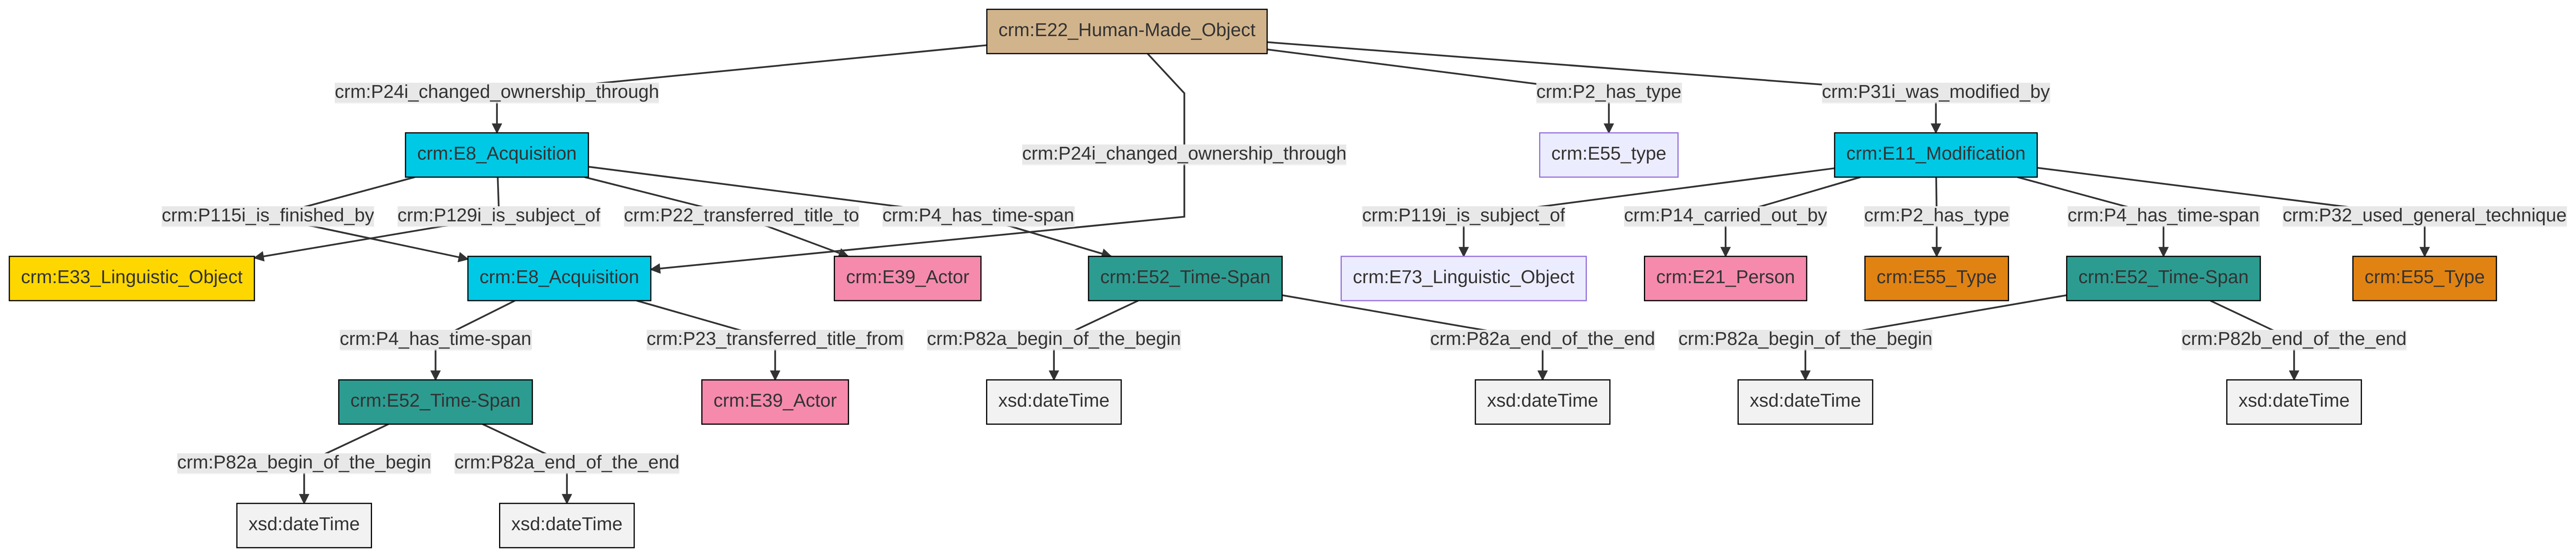 crm:E22_Human-Made_Object
crm:P24i_changed_ownership_through
crm:P2_has_type
crm:P31i_was_modified_by
crm:E8_Acquisition
crm:P24i_changed_ownership_through
crm:E55_type
crm:E11_Modification
crm:P115i_is_finished_by
crm:P129i_is_subject_of
crm:P22_transferred_title_to
crm:P4_has_time-span
crm:P119i_is_subject_of
crm:P14_carried_out_by
crm:P2_has_type
crm:P4_has_time-span
crm:P32_used_general_technique
crm:E33_Linguistic_Object
crm:E8_Acquisition
crm:E39_Actor
crm:E52_Time-Span
crm:E73_Linguistic_Object
crm:E21_Person
crm:E55_Type
crm:E52_Time-Span
crm:E55_Type
crm:P4_has_time-span
crm:P23_transferred_title_from
crm:P82a_begin_of_the_begin
crm:P82a_end_of_the_end
crm:P82a_begin_of_the_begin
crm:P82b_end_of_the_end
crm:E52_Time-Span
crm:E39_Actor
xsd:dateTime
xsd:dateTime
xsd:dateTime
xsd:dateTime
crm:P82a_begin_of_the_begin
crm:P82a_end_of_the_end
xsd:dateTime
xsd:dateTime